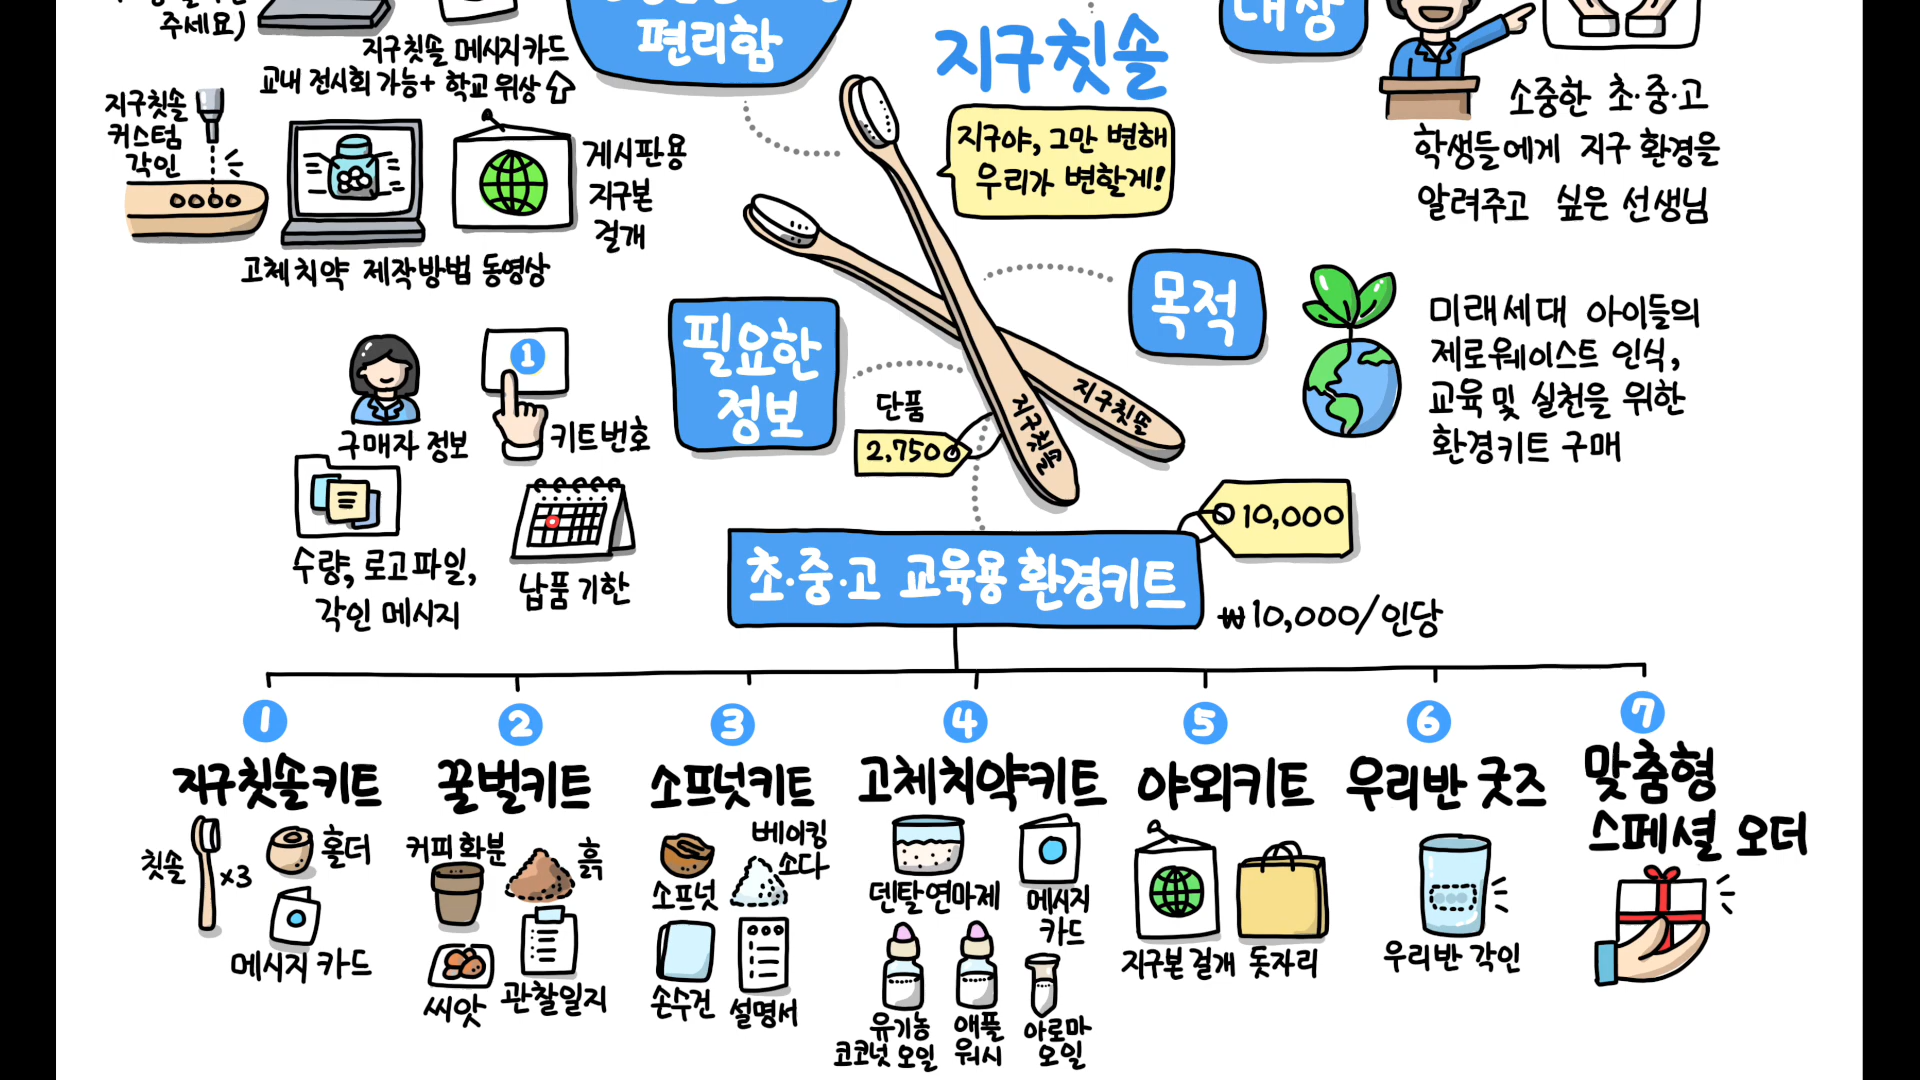 주세요)
지구칫솔 메시지카드
교내 전시회 가능+ 학교 위상
지구칫솔
커스텀
각인
고체치약 제작방법 동영상
게시판용
지구본
걸개
편리함
지구칫솔
지구야, 그만 변해
우리가 변할게!
대상
소중한 초·중·고
학생들에게 지구 환경을
알려주고 싶은 선생님
목적
미래세대 아이들의
제로웨이스트 인식,
교육 및 실천을 위한
환경키트 구매
필요한
정보
구매자 정보
1
키트번호
수량, 로고파일,
각인 메시지
납품 기한
단품
2,750
지구칫솔
지구칫솔
초·중·고 교육용 환경키트
10,000
₩10,000/인당
1
지구칫솔키트
칫솔
x3
홀더
메시지 카드
2
꿀벌키트
커피화분
흙
씨앗
관찰일지
3
소프넛키트
소프넛
베이킹
소다
손수건
설명서
4
고체치약키트
덴탈연마제
메시지
카드
유기농
코코넛 오일
애플
워시
아로마
오일
5
야외키트
지구본 걸개
돗자리
6
우리반 굿즈
우리반 각인
7
맞춤형
스페셜 오더